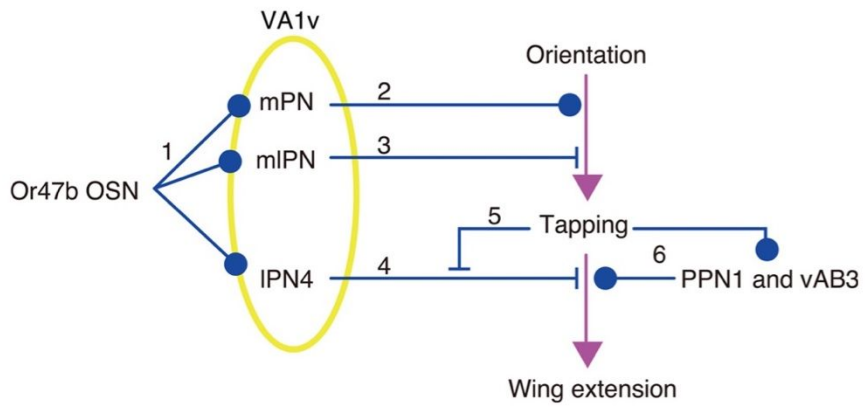 VA1v
Orientation
mPN
2
1
mlPN
3
Or47b OSN
5
Tapping
lPN4
4
6
PPN1 and vAB3
Wing extension